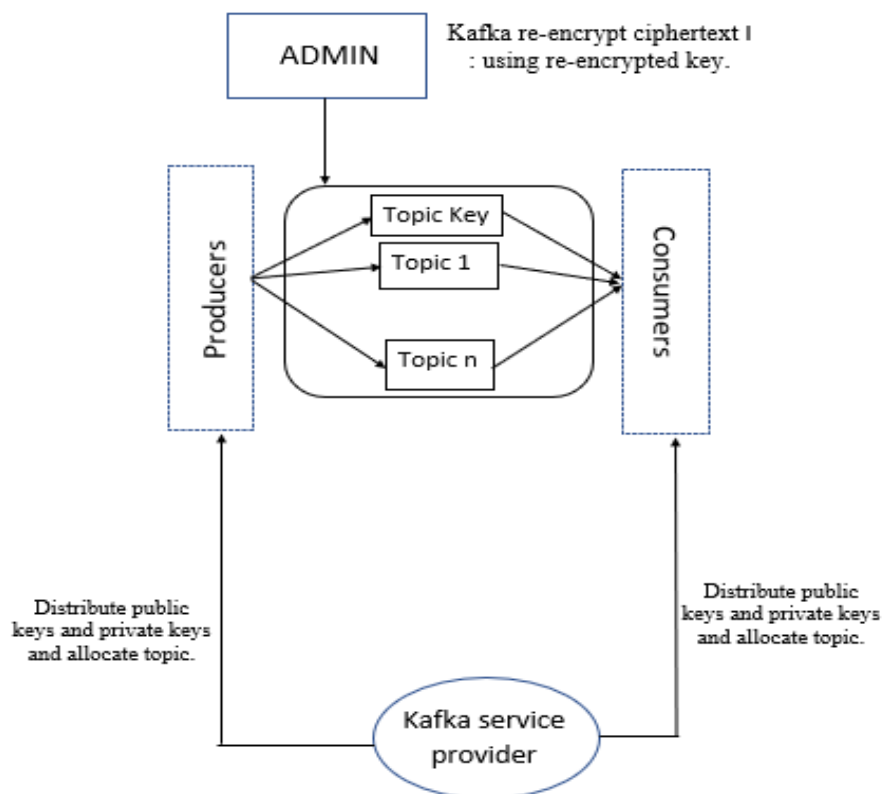 ADMIN
Kafka re-encrypt ciphertext l
: using re-encrypted key.
Producers
Topic Key
Topic 1
Topic n
Consumers
Distribute public
keys and private keys
and allocate topic.
Distribute public
keys and private keys
and allocate topic.
Kafka service
provider